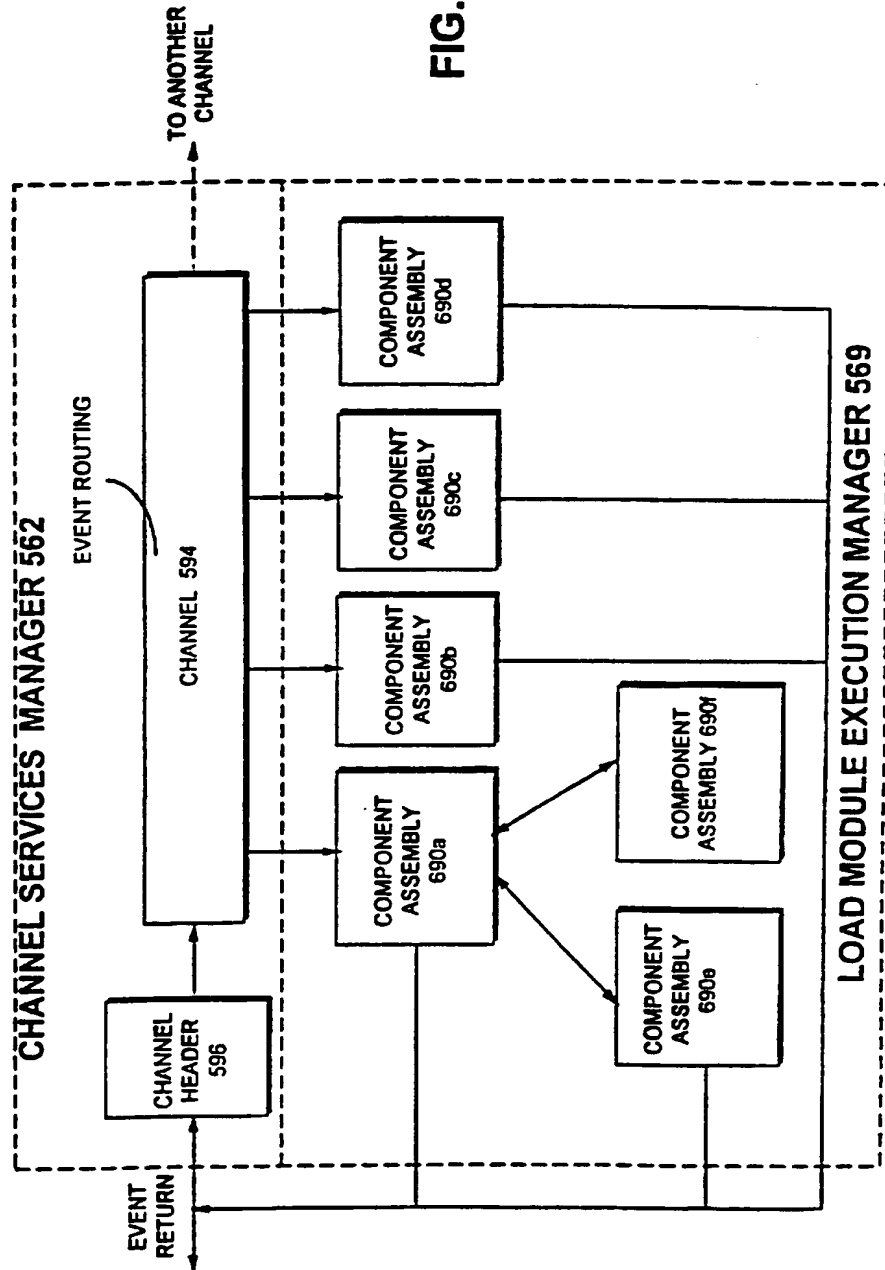 CHANNEL SERVICES MANAGER 562
EVENT ROUTING
TO ANOTHER
CHANNEL
EVENT
RETURN
CHANNEL
HEADER
596
CHANNEL 594
COMPONENT
ASSEMBLY
690a
COMPONENT
ASSEMBLY
690b
COMPONENT
ASSEMBLY
690c
COMPONENT
ASSEMBLY
690d
COMPONENT
ASSEMBLY
690e
COMPONENT
ASSEMBLY 690f
LOAD MODULE EXECUTION MANAGER 569
FIG.